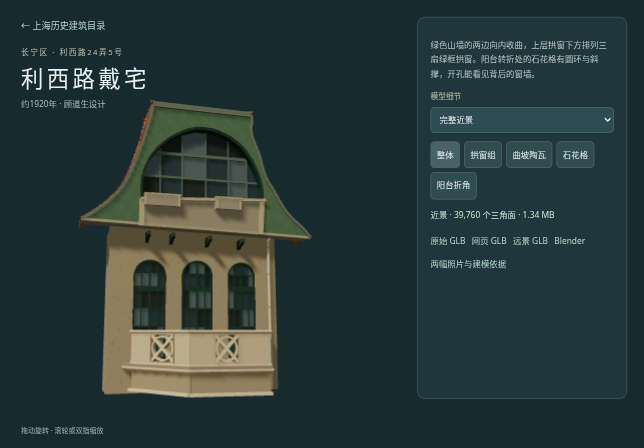 ← 上海历史建筑目录
长宁区 · 利西路24弄5号
利西路戴宅
约1920年 · 顾道生设计
绿色山墙的两边向内收曲，上层拱窗下方排列三
扇绿框拱窗。阳台转折处的石花格有圆环与斜
撑，开孔能看见背后的窗墙。
模型细节
完整近景
整体 拱窗组 曲坡陶瓦 石花格
阳台折角
近景 · 39,760 个三角面 · 1.34 MB
原始 GLB 网页 GLB 远景 GLB Blender
两幅照片与建模依据
拖动旋转 · 滚轮或双指缩放